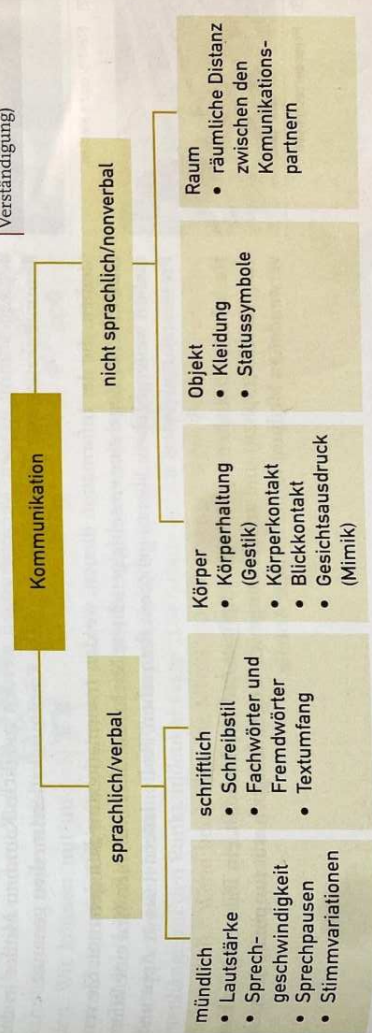 Verständigung)
Kommunikation
sprachlich/verbal
nicht sprachlich/nonverbal
mündlich
• Lautstärke
• Sprech-
geschwindigkeit
• Sprechpausen
• Stimmvariationen
schriftlich
• Schreibstil
• Fachwörter und
Fremdwörter
• Textumfang
Körper
• Körperhaltung
(Gestik)
• Körperkontakt
• Blickkontakt
• Gesichtsausdruck
(Mimik)
Objekt
• Kleidung
• Statussymbole
Raum
• räumliche Distanz
zwischen den
Komunikations-
partnern